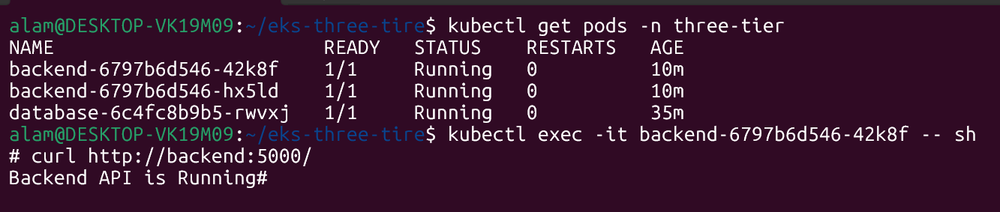 alam@DESKTOP-VK19M09:~/eks-three-tire$ kubectl get pods -n three-tier
NAME                       READY   STATUS    RESTARTS   AGE
backend-6797b6d546-42k8f   1/1     Running   0          10m
backend-6797b6d546-hx5ld   1/1     Running   0          10m
database-6c4fc8b9b5-rwvxj   1/1     Running   0          35m
alam@DESKTOP-VK19M09:~/eks-three-tire$ kubectl exec -it backend-6797b6d546-42k8f -- sh
# curl http://backend:5000/
Backend API is Running#